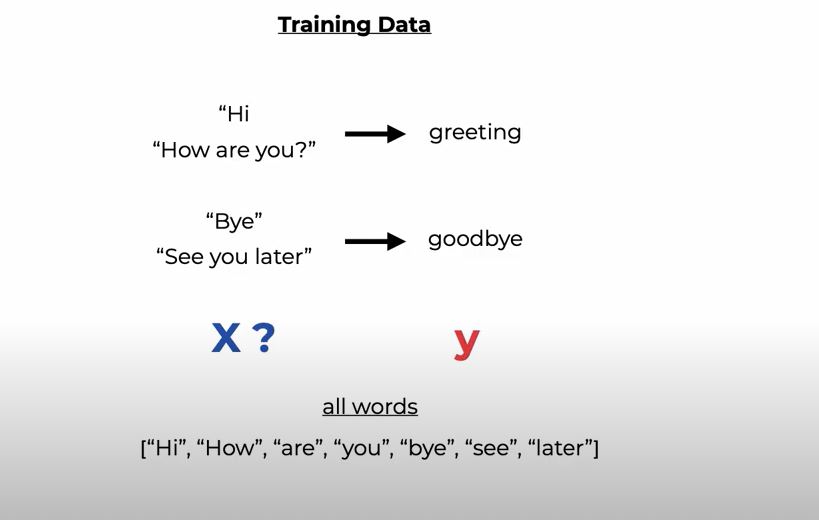 Training Data
“Hi
“How are you?”
greeting
“Bye”
“See you later”
goodbye
X ?
y
all words
[“Hi”, “How”, “are”, “you”, “bye”, “see”, “later”]